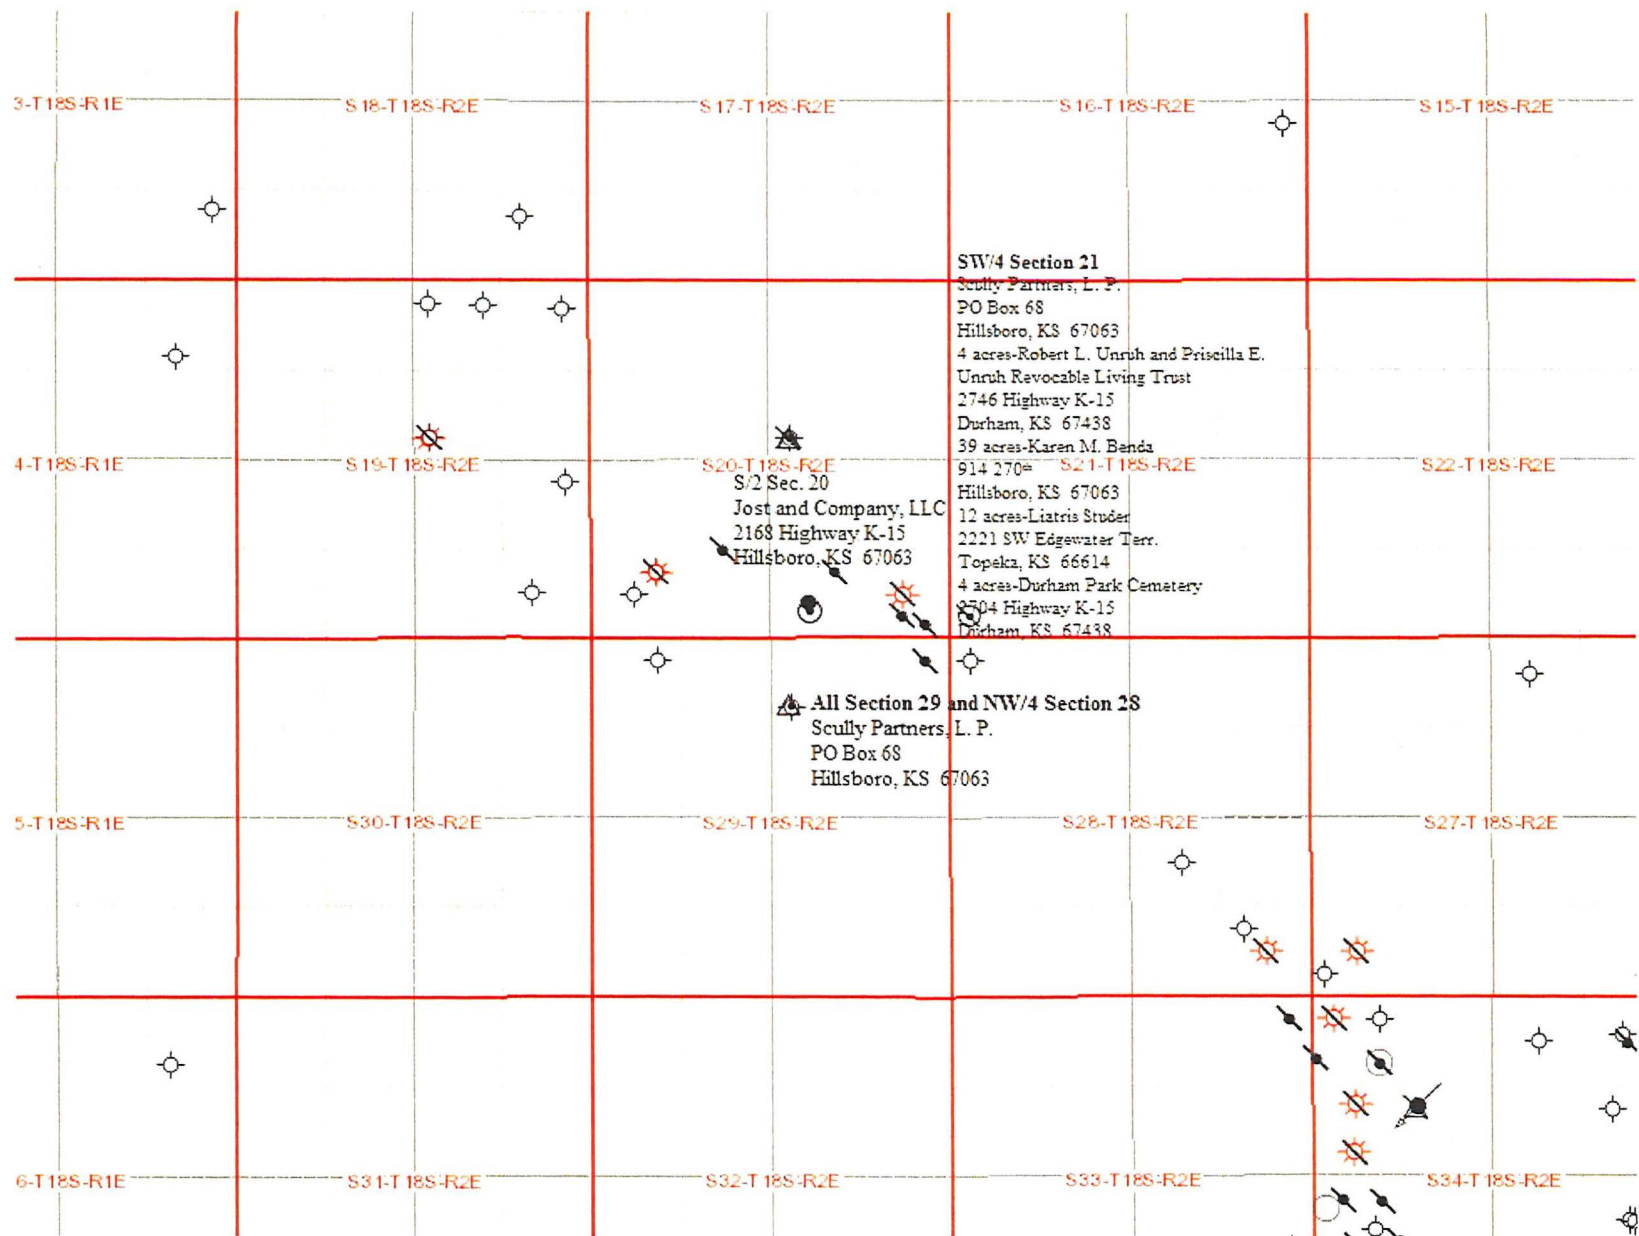 3-T18S-R1E
S18-T18S-R2E
S17-T18S-R2E
S16-T18S-R2E
S15-T18S-R2E
SW/4 Section 21
Scully Partners, L. P.
PO Box 68
Hillsboro, KS 67063
4 acres-Robert L. Unruh and Priscilla E.
Unruh Revocable Living Trust
2746 Highway K-15
Durham, KS 67438
39 acres-Karen M. Benda
914 270th
Hillsboro, KS 67063
12 acres-Liatris Studer
2221 SW Edgewater Terr.
Topeka, KS 66614
4 acres-Durham Park Cemetery
2704 Highway K-15
Durham, KS 67438
4-T18S-R1E
S19-T18S-R2E
S20-T18S-R2E
S21-T18S-R2E
S22-T18S-R2E
S/2 Sec. 20
Jost and Company, LLC
2168 Highway K-15
Hillsboro, KS 67063
All Section 29 and NW/4 Section 28
Scully Partners, L. P.
PO Box 68
Hillsboro, KS 67063
5-T18S-R1E
S30-T18S-R2E
S29-T18S-R2E
S28-T18S-R2E
S27-T18S-R2E
6-T18S-R1E
S31-T18S-R2E
S32-T18S-R2E
S33-T18S-R2E
S34-T18S-R2E